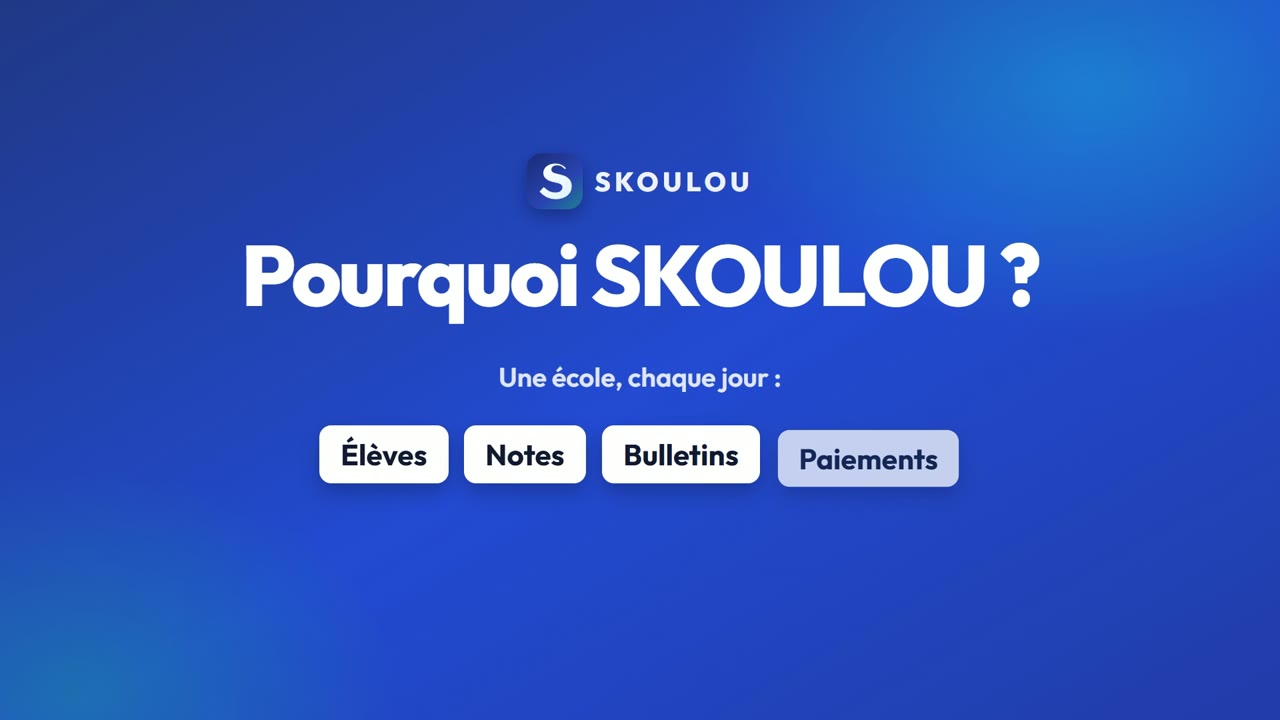 S SKOULOU
Pourquoi SKOULOU ?
Une école, chaque jour :
Élèves Notes Bulletins Paiements